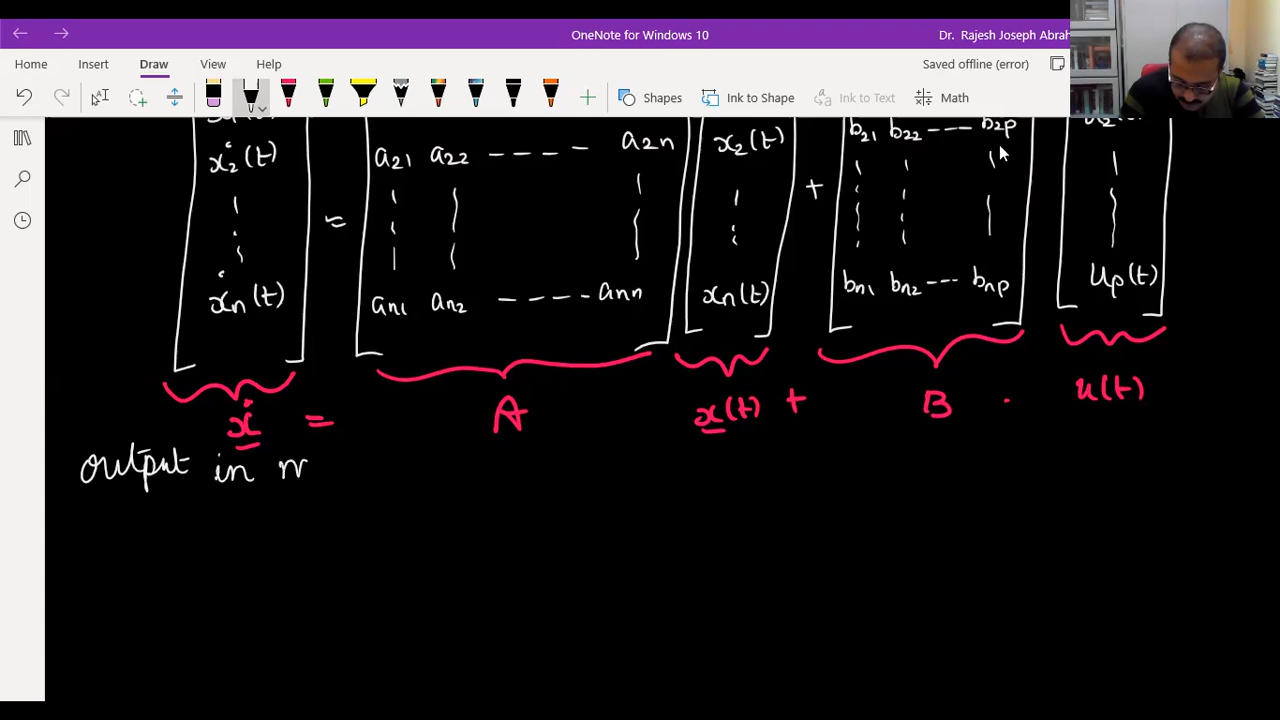 OneNote for Windows 10
Dr. Rajesh Joseph Abrah
Home Insert Draw View Help
Saved offline (error)
Shapes Ink to Shape Ink to Text Math
b21 b22 ---- b2p
ẋ2(t) a21 a22 ----- a2n x2(t)
= +
ẋn(t) an1 an2 ----- ann xn(t) bn1 bn2 --- bnp up(t)
ẋ = A x(t) + B . u(t)
output in m